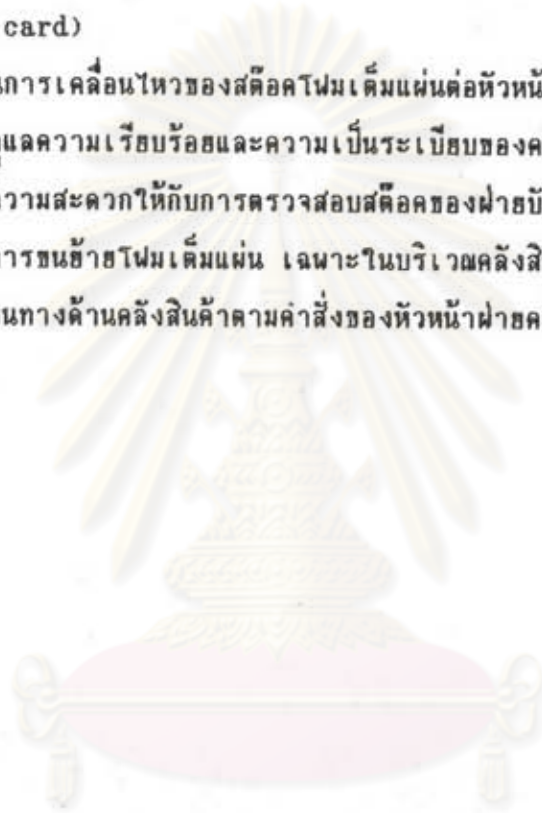 card)
นการเคลื่อนไหวของสต๊อคโฟมเต็มแผ่นต่อหัวหน้
ูแลความเรียบร้อยและความเป็นระเบียบของค
วามสะดวกให้กับการตรวจสอบสต๊อคของฝ่ายบั
ารขนย้ายโฟมเต็มแผ่น เฉพาะในบริเวณคลังสิ
นทางด้านคลังสินค้าตามคำสั่งของหัวหน้าฝ่ายค